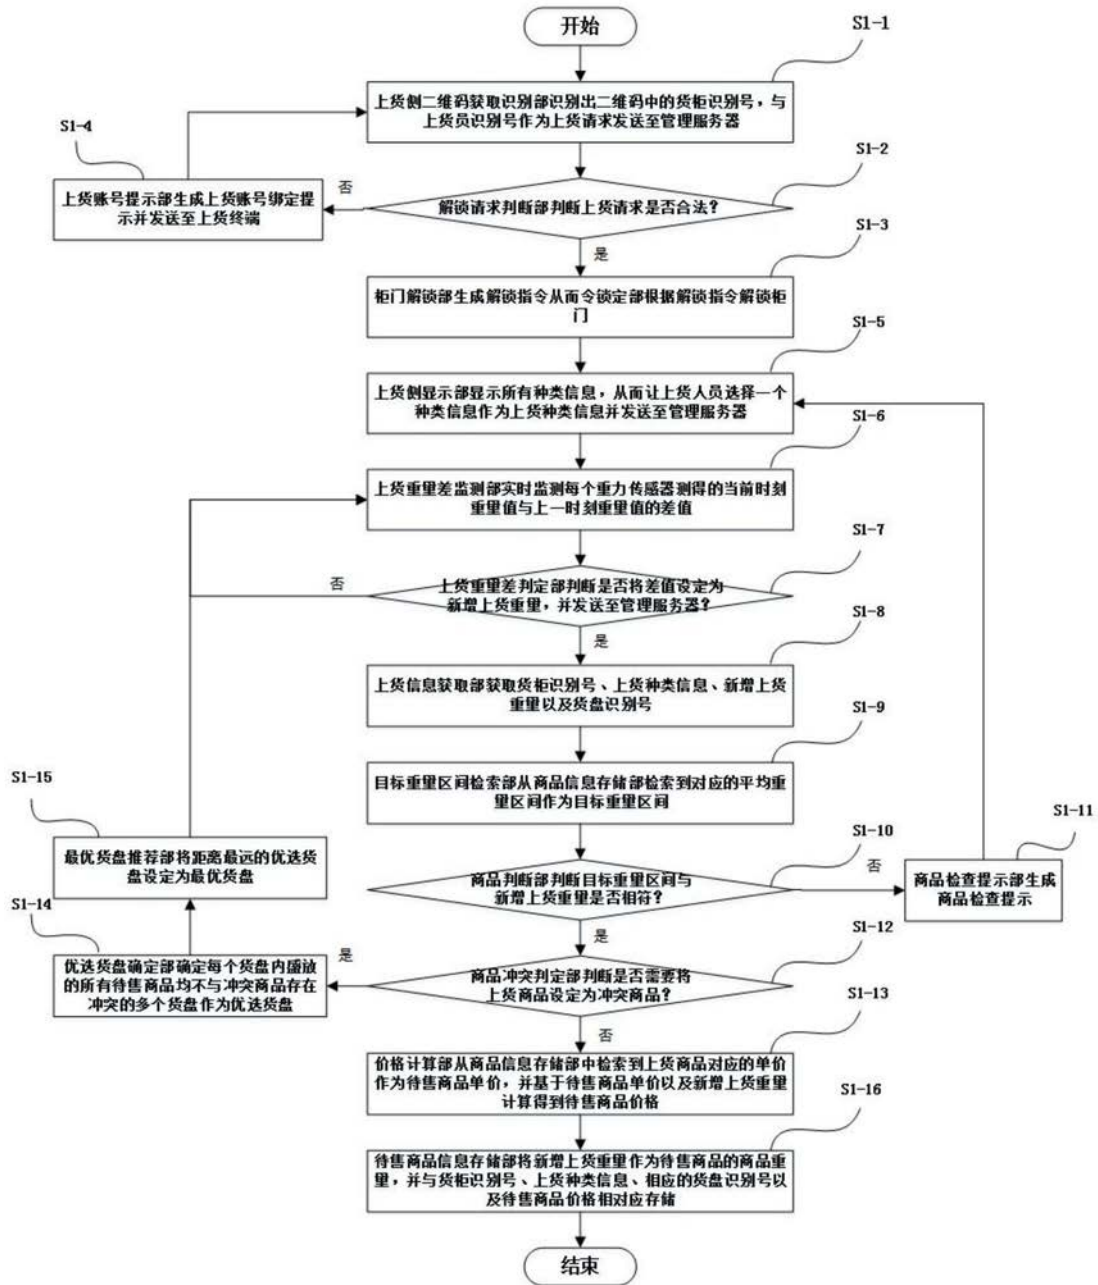 开始
S1-1
上货侧二维码获取识别部识别出二维码中的货柜识别号，与
上货员识别号作为上货请求发送至管理服务器
S1-4
上货账号提示部生成上货账号绑定提
示并发送至上货终端
否
S1-2
解锁请求判断部判断上货请求是否合法？
是
S1-3
柜门解锁部生成解锁指令从而令锁定部根据解锁指令解锁柜
门
S1-5
上货侧显示部显示所有种类信息，从而让上货人员选择一个
种类信息作为上货种类信息并发送至管理服务器
S1-6
上货重量差监测部实时监测每个重力传感器测得的当前时刻
重量值与上一时刻重量值的差值
S1-7
否
上货重量差判定部判断是否将差值设定为
新增上货重量，并发送至管理服务器？
是
S1-8
上货信息获取部获取货柜识别号、上货种类信息、新增上货
重量以及货盘识别号
S1-9
目标重量区间检索部从商品信息存储部检索到对应的平均重
量区间作为目标重量区间
S1-15
最优货盘推荐部将距离最远的优选货
盘设定为最优货盘
S1-10
商品判断部判断目标重量区间与
新增上货重量是否相符？
否
S1-11
商品检查提示部生成
商品检查提示
是
S1-14
优选货盘确定部确定每个货盘内盛放
的所有待售商品均不与冲突商品存在
冲突的多个货盘作为优选货盘
是
S1-12
商品冲突判定部判断是否需要将
上货商品设定为冲突商品？
否
S1-13
价格计算部从商品信息存储部中检索到上货商品对应的单价
作为待售商品单价，并基于待售商品单价以及新增上货重量
计算得到待售商品价格
S1-16
待售商品信息存储部将新增上货重量作为待售商品的商品重
量，并与货柜识别号、上货种类信息、相应的货盘识别号以
及待售商品价格相对应存储
结束